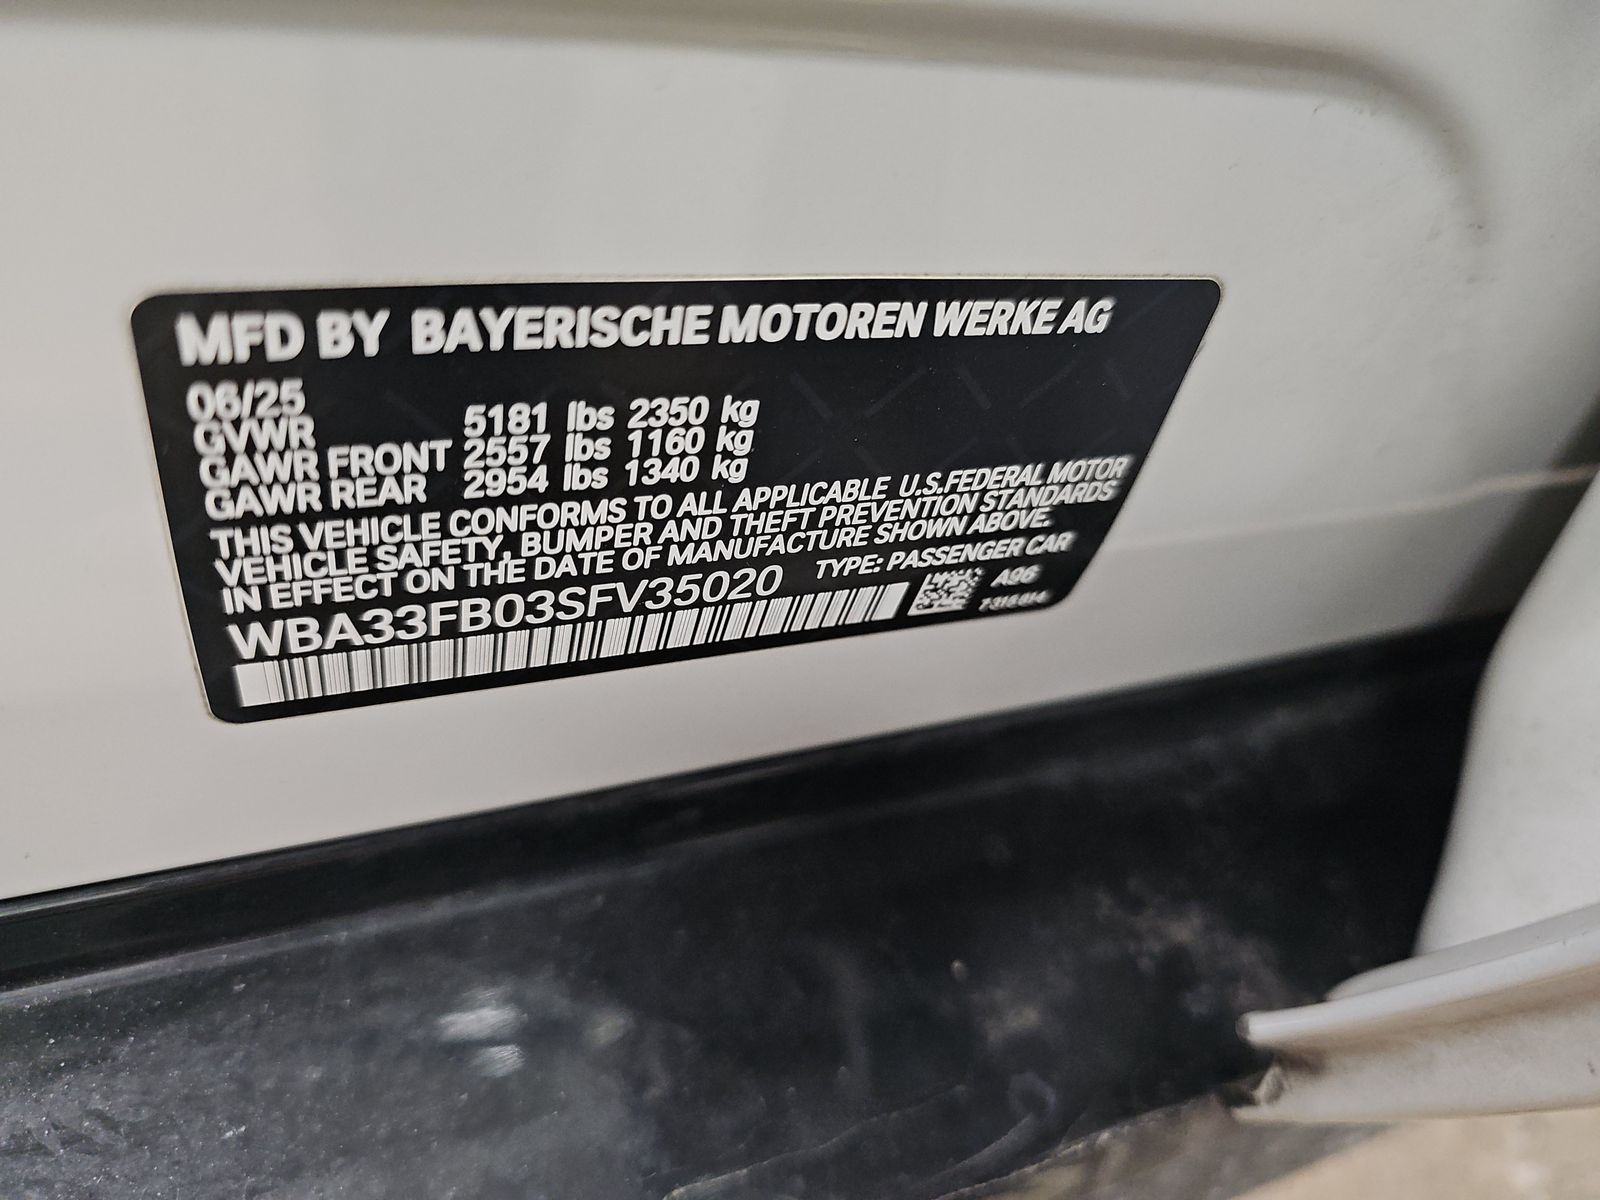 MFD BY BAYERISCHE MOTOREN WERKE AG
06/25
GVWR 5181 lbs 2350 kg
GAWR FRONT 2557 lbs 1160 kg
GAWR REAR 2954 lbs 1340 kg
THIS VEHICLE CONFORMS TO ALL APPLICABLE U.S.FEDERAL MOTOR
VEHICLE SAFETY, BUMPER AND THEFT PREVENTION STANDARDS
IN EFFECT ON THE DATE OF MANUFACTURE SHOWN ABOVE.
WBA33FB03SFV35020 TYPE: PASSENGER CAR
A96